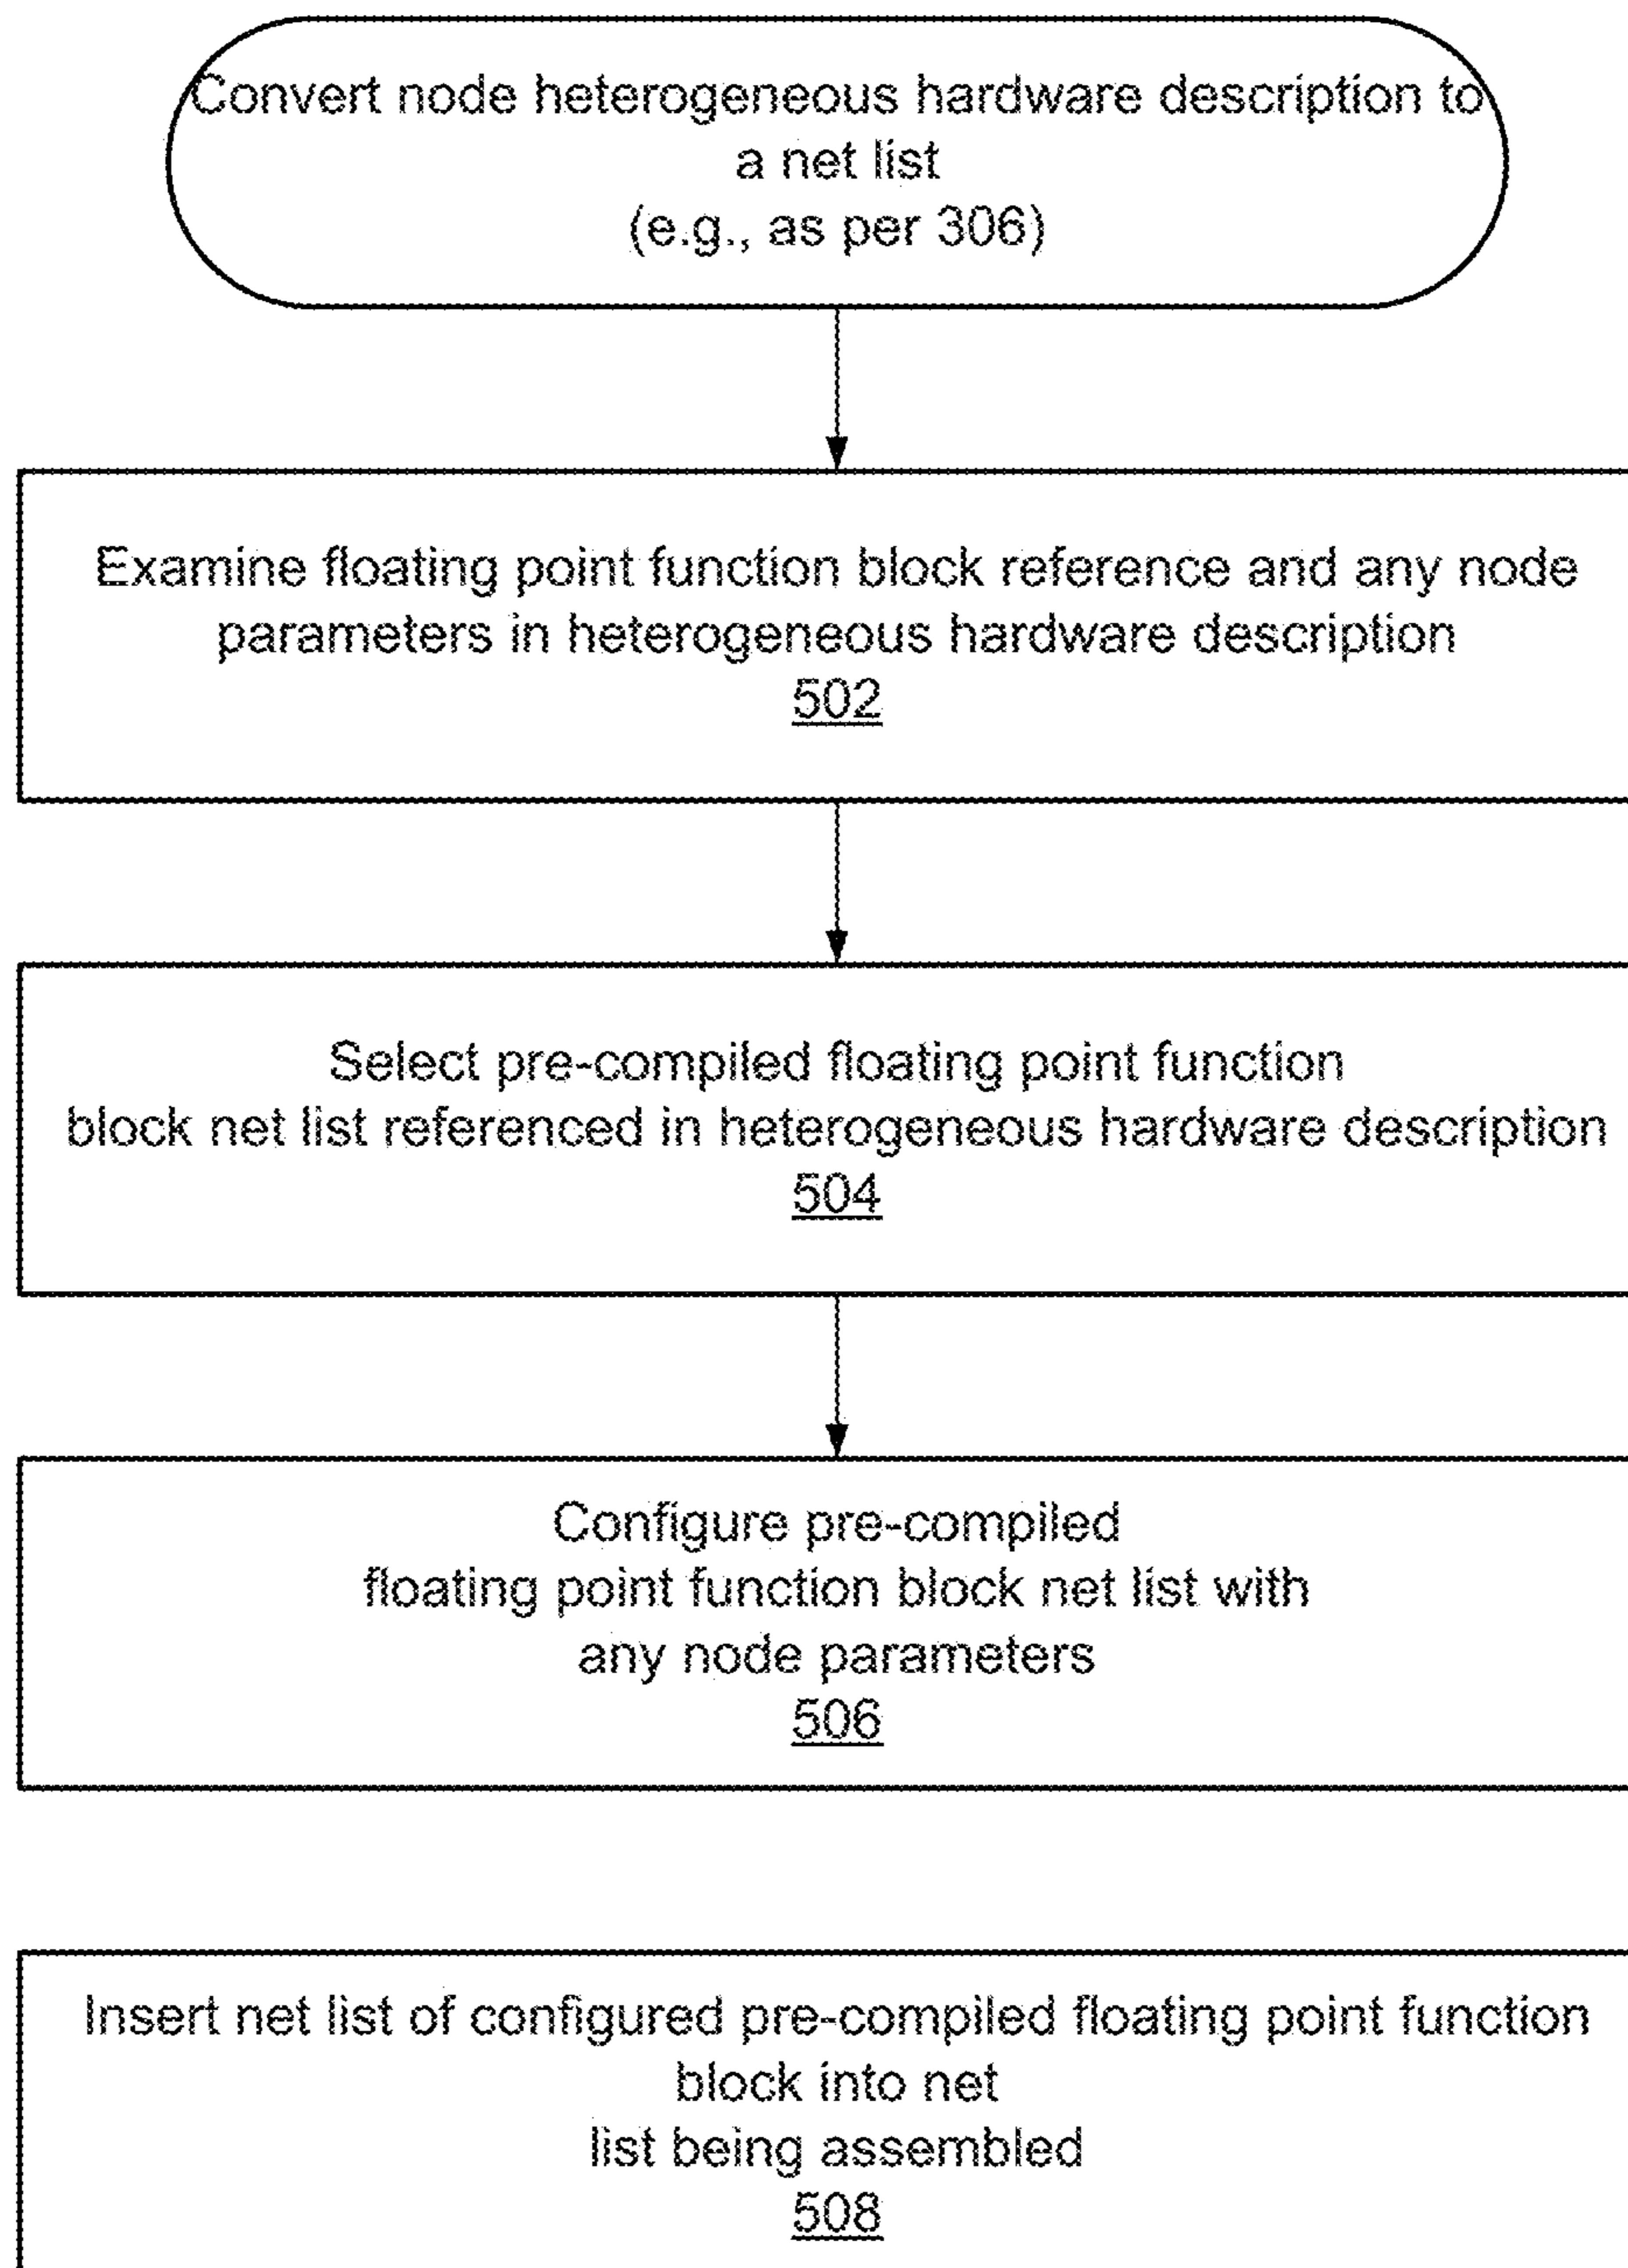 Convert node heterogeneous hardware description to
a net list
(e.g., as per 306)
Examine floating point function block reference and any node
parameters in heterogeneous hardware description
502
Select pre-compiled floating point function
block net list referenced in heterogeneous hardware description
504
Configure pre-compiled
floating point function block net list with
any node parameters
506
Insert net list of configured pre-compiled floating point function
block into net
list being assembled
508